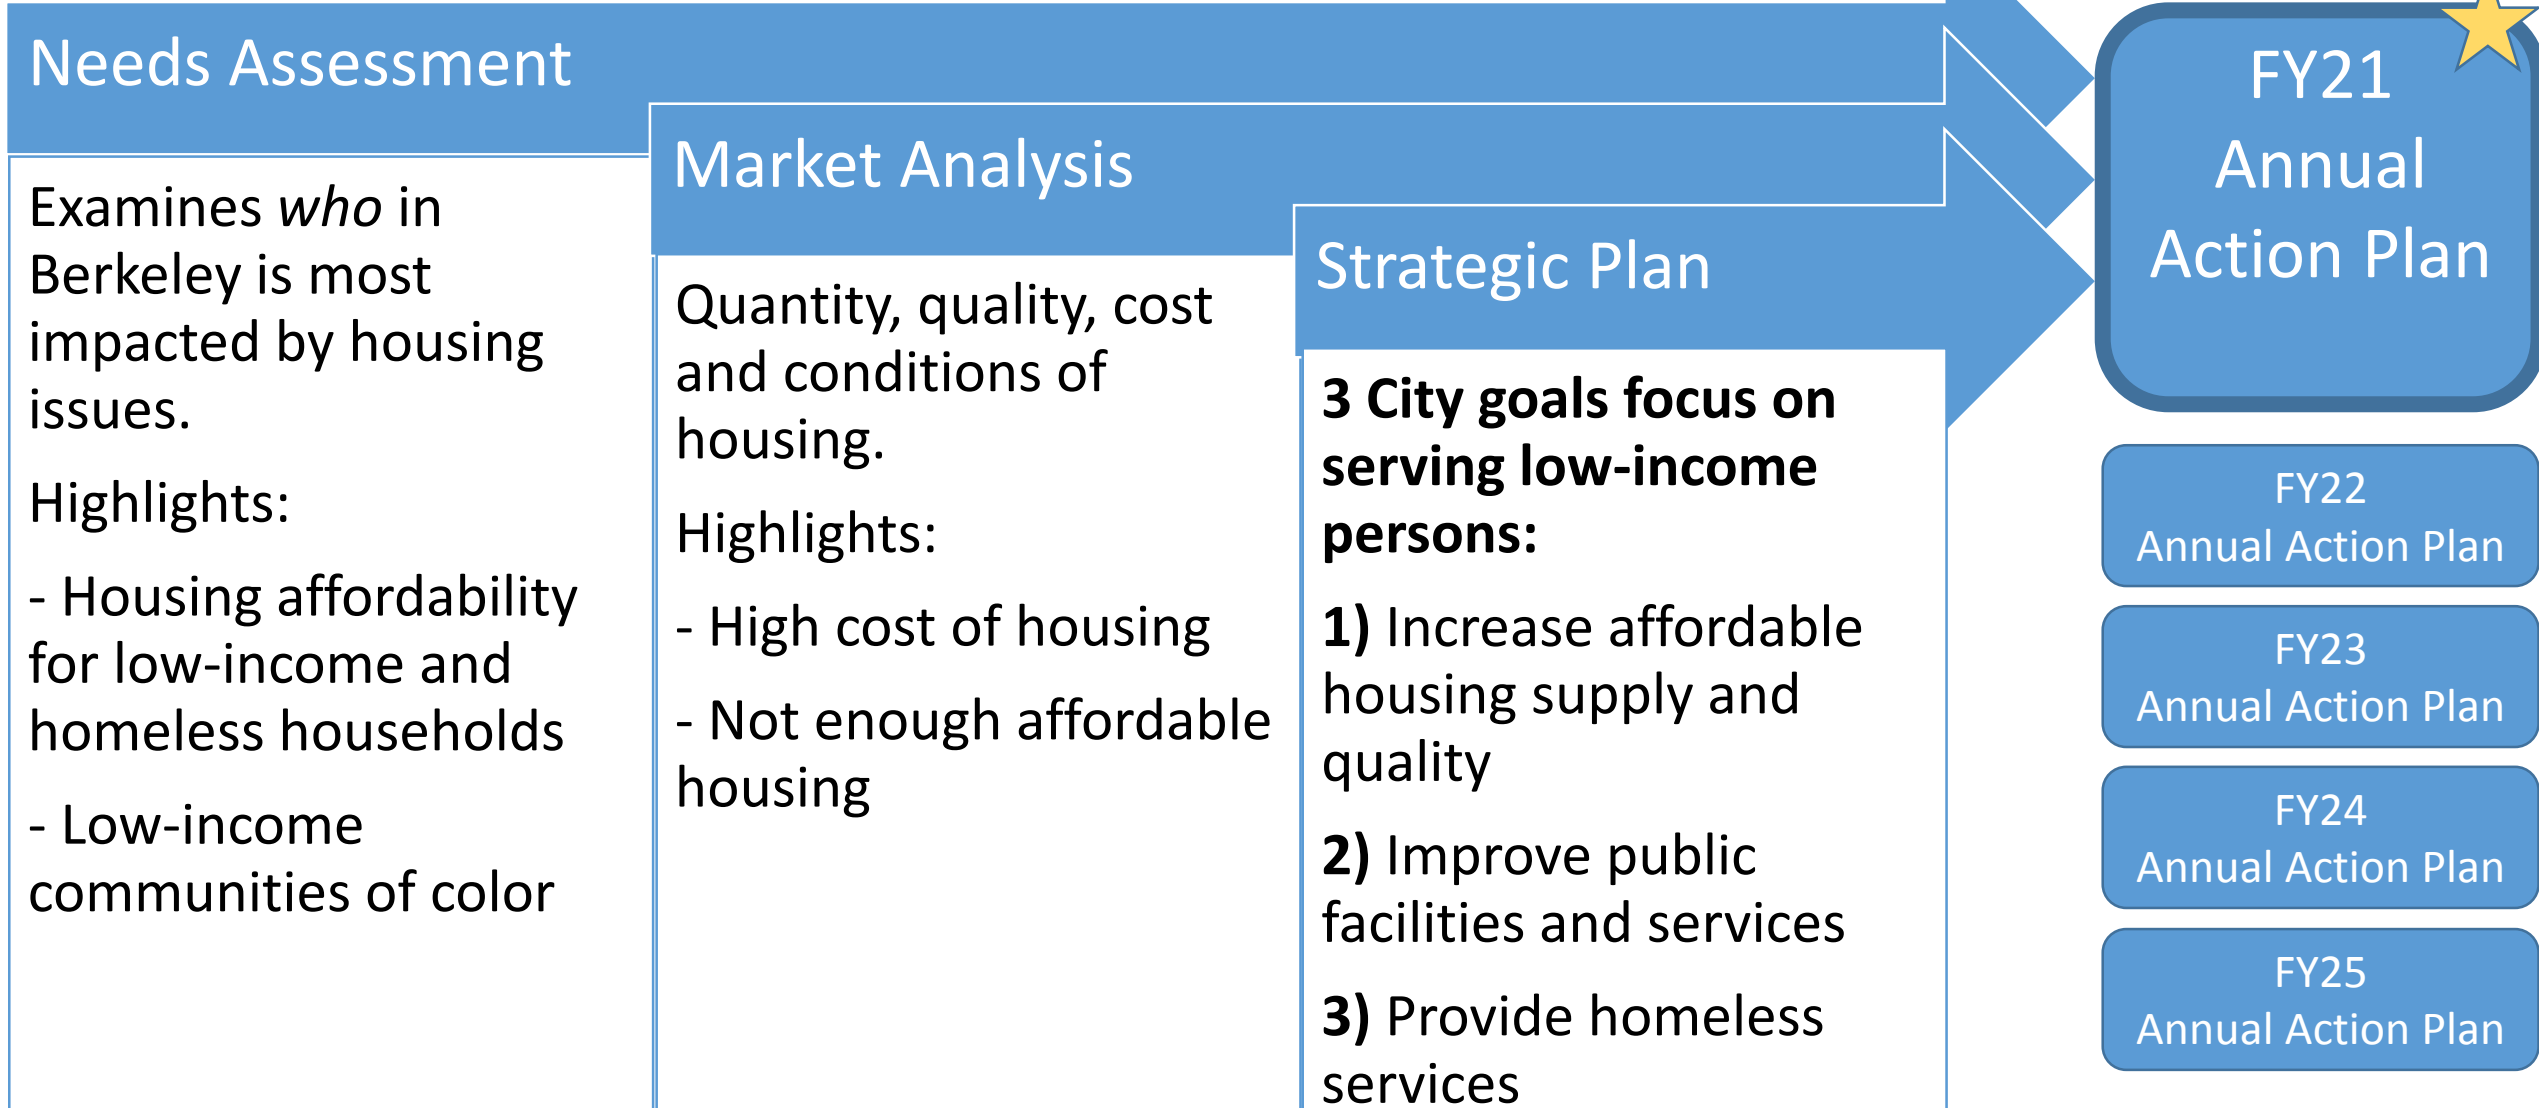 Needs Assessment
Examines who in
Berkeley is most
impacted by housing
issues.
Highlights:
- Housing affordability
for low-income and
homeless households
- Low-income
communities of color
Market Analysis
Quantity, quality, cost
and conditions of
housing.
Highlights:
- High cost of housing
- Not enough affordable
housing
Strategic Plan
3 City goals focus on
serving low-income
persons:
1) Increase affordable
housing supply and
quality
2) Improve public
facilities and services
3) Provide homeless
services
FY21
Annual
Action Plan
FY22
Annual Action Plan
FY23
Annual Action Plan
FY24
Annual Action Plan
FY25
Annual Action Plan